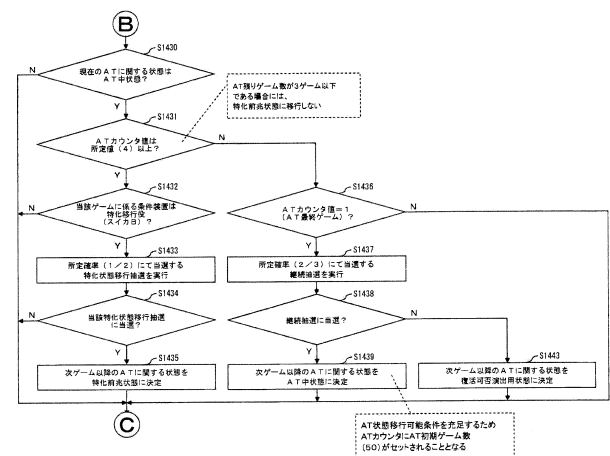 B
S1430
現在のATに関する状態は
AT中状態？
N
Y
AT残りゲーム数が3ゲーム以下
である場合には、
特化前兆状態に移行しない
S1431
ATカウンタ値は
所定値（4）以上？
N
Y
S1432
当該ゲームに係る条件装置は
特化移行役
（スイカB）？
N
Y
S1436
ATカウンタ値＝1
（AT最終ゲーム）？
N
Y
S1433
所定確率（1／2）にて当選する
特化状態移行抽選を実行
S1437
所定確率（2／3）にて当選する
継続抽選を実行
S1434
当該特化状態移行抽選
に当選？
N
Y
S1438
継続抽選に当選？
N
Y
S1435
次ゲーム以降のATに関する状態を
特化前兆状態に決定
S1439
次ゲーム以降のATに関する状態を
AT中状態に決定
S1443
次ゲーム以降のATに関する状態を
復活可否演出用状態に決定
C
AT状態移行可能条件を充足するため
ATカウンタにAT初期ゲーム数
(50)がセットされることとなる